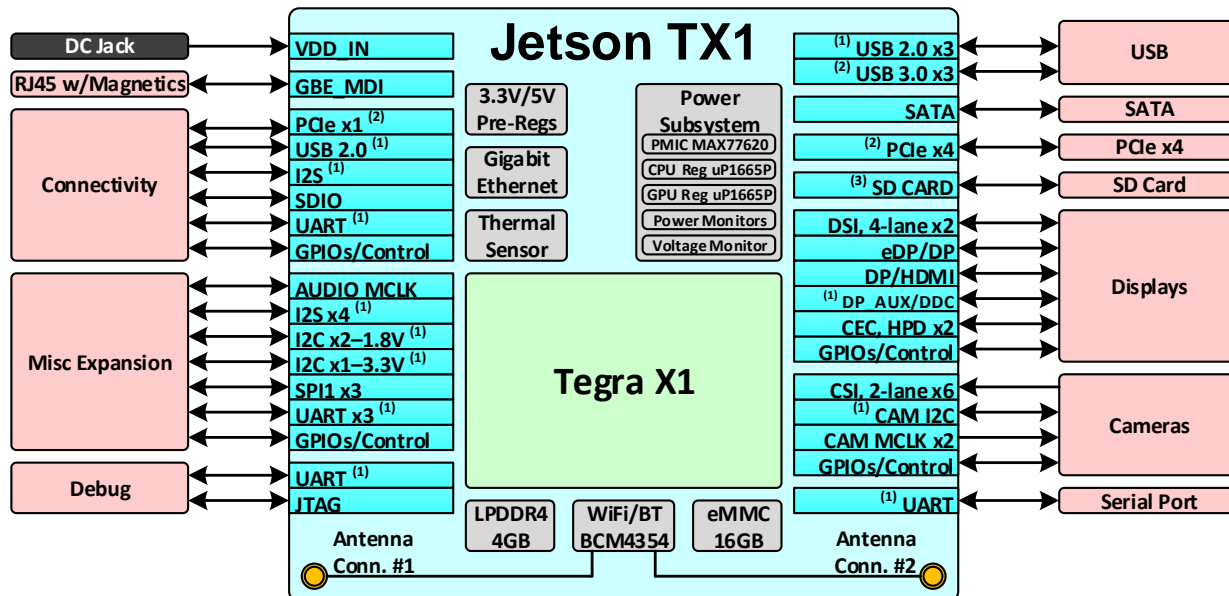 Jetson TX1
DC Jack
VDD_IN
RJ45 w/Magnetics
GBE_MDI
Connectivity
PCIe x1 (2)
USB 2.0 (1)
I2S (1)
SDIO
UART (1)
GPIOs/Control
Misc Expansion
AUDIO MCLK
I2S x4 (1)
I2C x2–1.8V (1)
I2C x1–3.3V (1)
SPI1 x3
UART x3 (1)
GPIOs/Control
Debug
UART (1)
JTAG
3.3V/5V
Pre-Regs
Gigabit
Ethernet
Thermal
Sensor
Power
Subsystem
PMIC MAX77620
CPU Reg uP1665P
GPU Reg uP1665P
Power Monitors
Voltage Monitor
Tegra X1
LPDDR4
4GB
WiFi/BT
BCM4354
eMMC
16GB
Antenna
Conn. #1
Antenna
Conn. #2
(1) USB 2.0 x3
(2) USB 3.0 x3
USB
SATA
SATA
(2) PCIe x4
PCIe x4
(3) SD CARD
SD Card
DSI, 4-lane x2
eDP/DP
DP/HDMI
(1) DP_AUX/DDC
CEC, HPD x2
GPIOs/Control
Displays
CSI, 2-lane x6
(1) CAM I2C
CAM MCLK x2
GPIOs/Control
Cameras
(1) UART
Serial Port